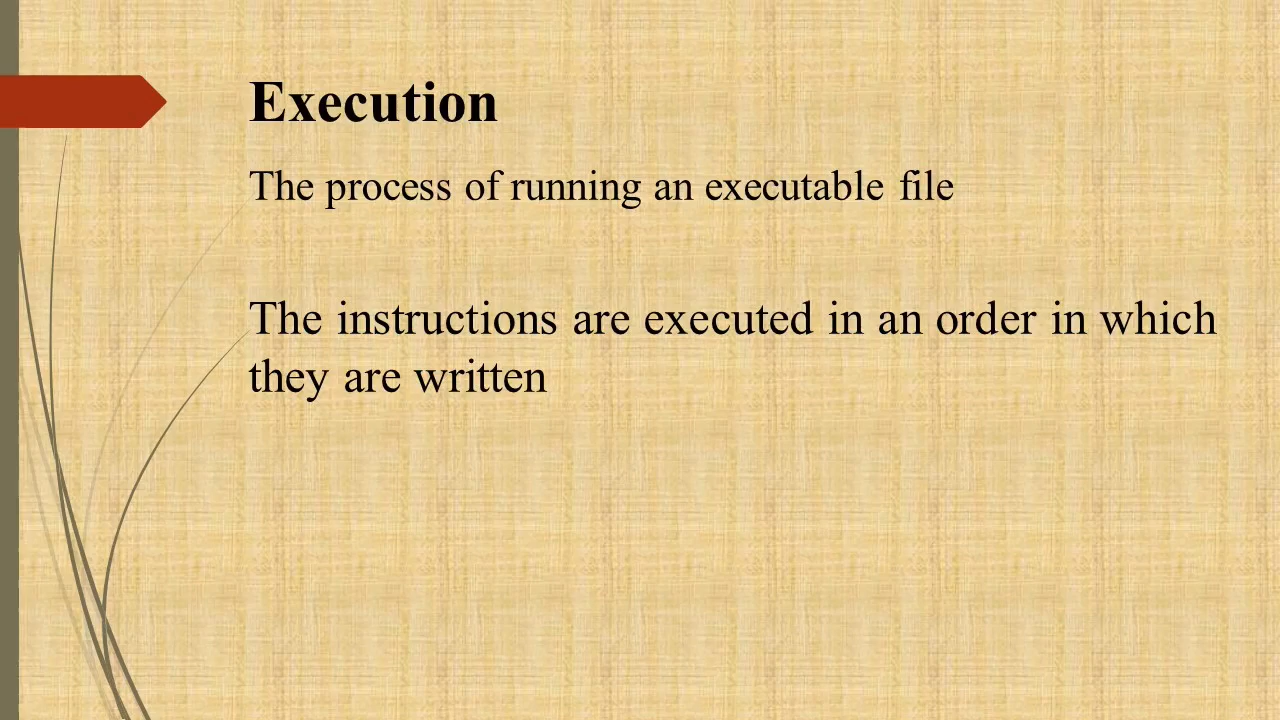 Execution
The process of running an executable file
The instructions are executed in an order in which
they are written